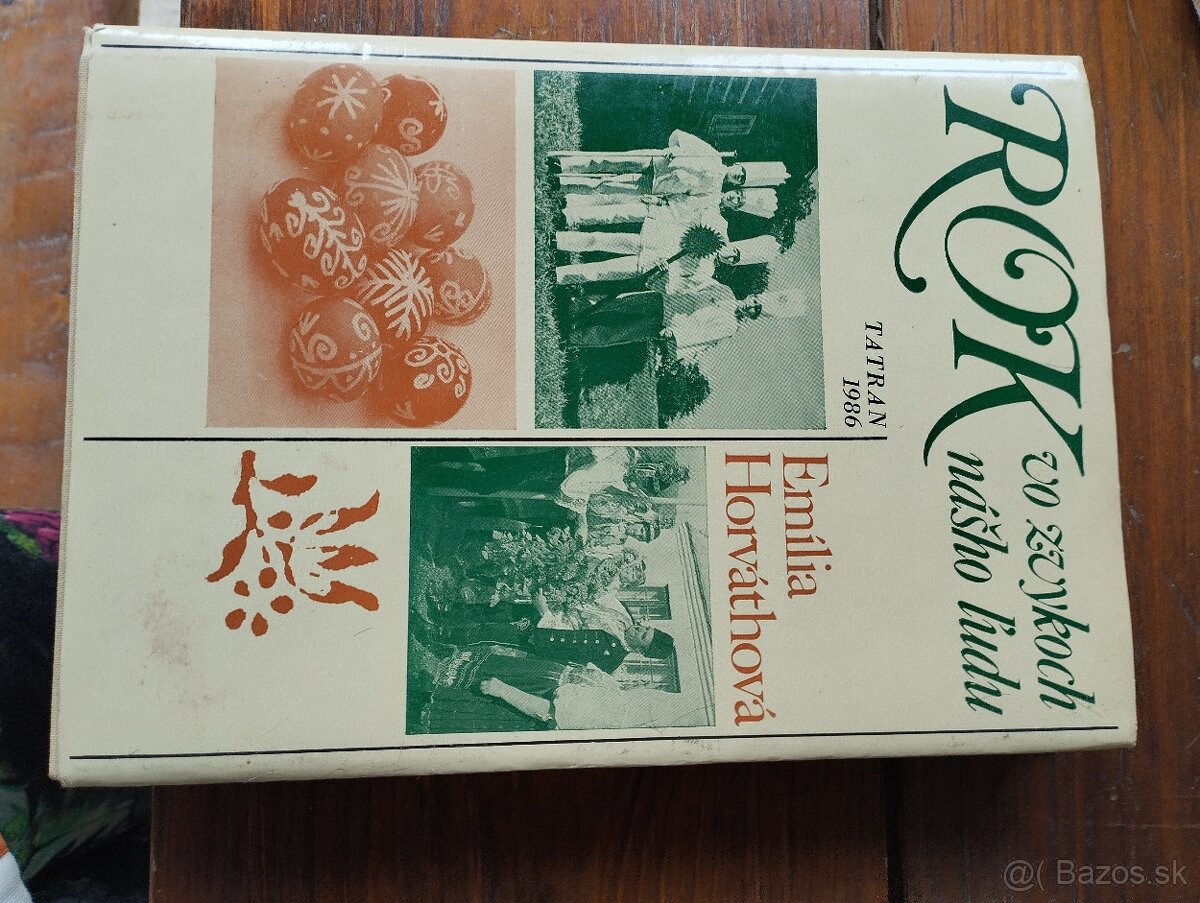 ROK
vo zvykoch
nášho ľudu
TATRAN
1986
Emília
Horváthová
@( Bazos.sk